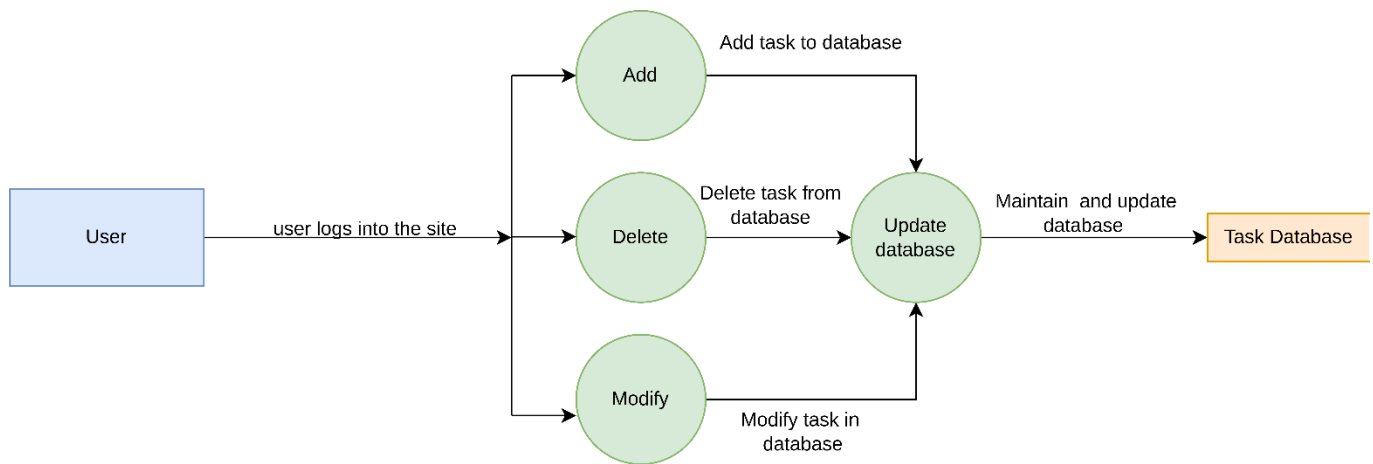 Add task to database
Add
User
user logs into the site
Delete
Delete task from
database
Update
database
Maintain  and update
database
Task Database
Modify
Modify task in
database